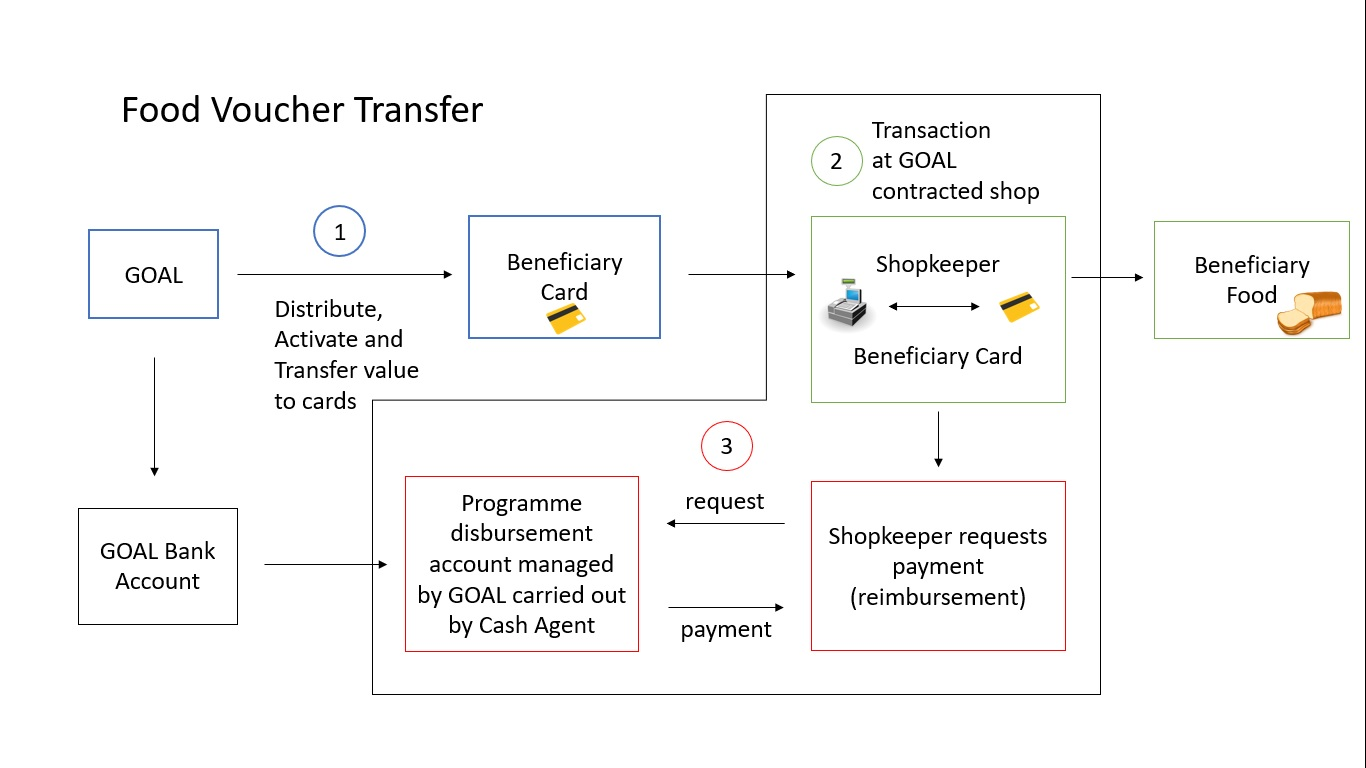 Food Voucher Transfer
1
2
Transaction
at GOAL
contracted shop
GOAL
Distribute,
Activate and
Transfer value
to cards
Beneficiary
Card
Shopkeeper
Beneficiary Card
Beneficiary
Food
3
request
payment
GOAL Bank
Account
Programme
disbursement
account managed
by GOAL carried out
by Cash Agent
Shopkeeper requests
payment
(reimbursement)